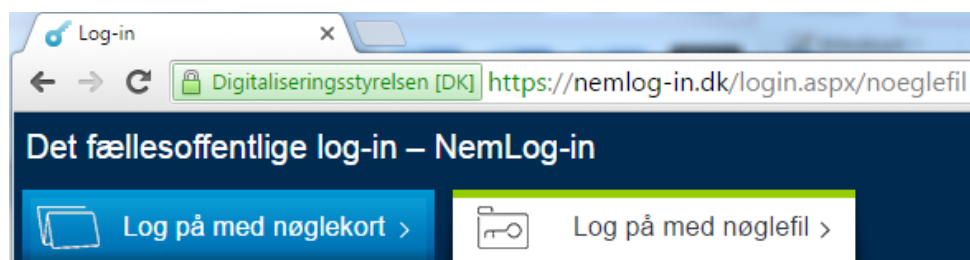 Log-in
Digitaliseringsstyrelsen [DK] https://nemlog-in.dk/login.aspx/noeglefil
Det fællesoffentlige log-in – NemLog-in
Log på med nøglekort >
Log på med nøglefil >